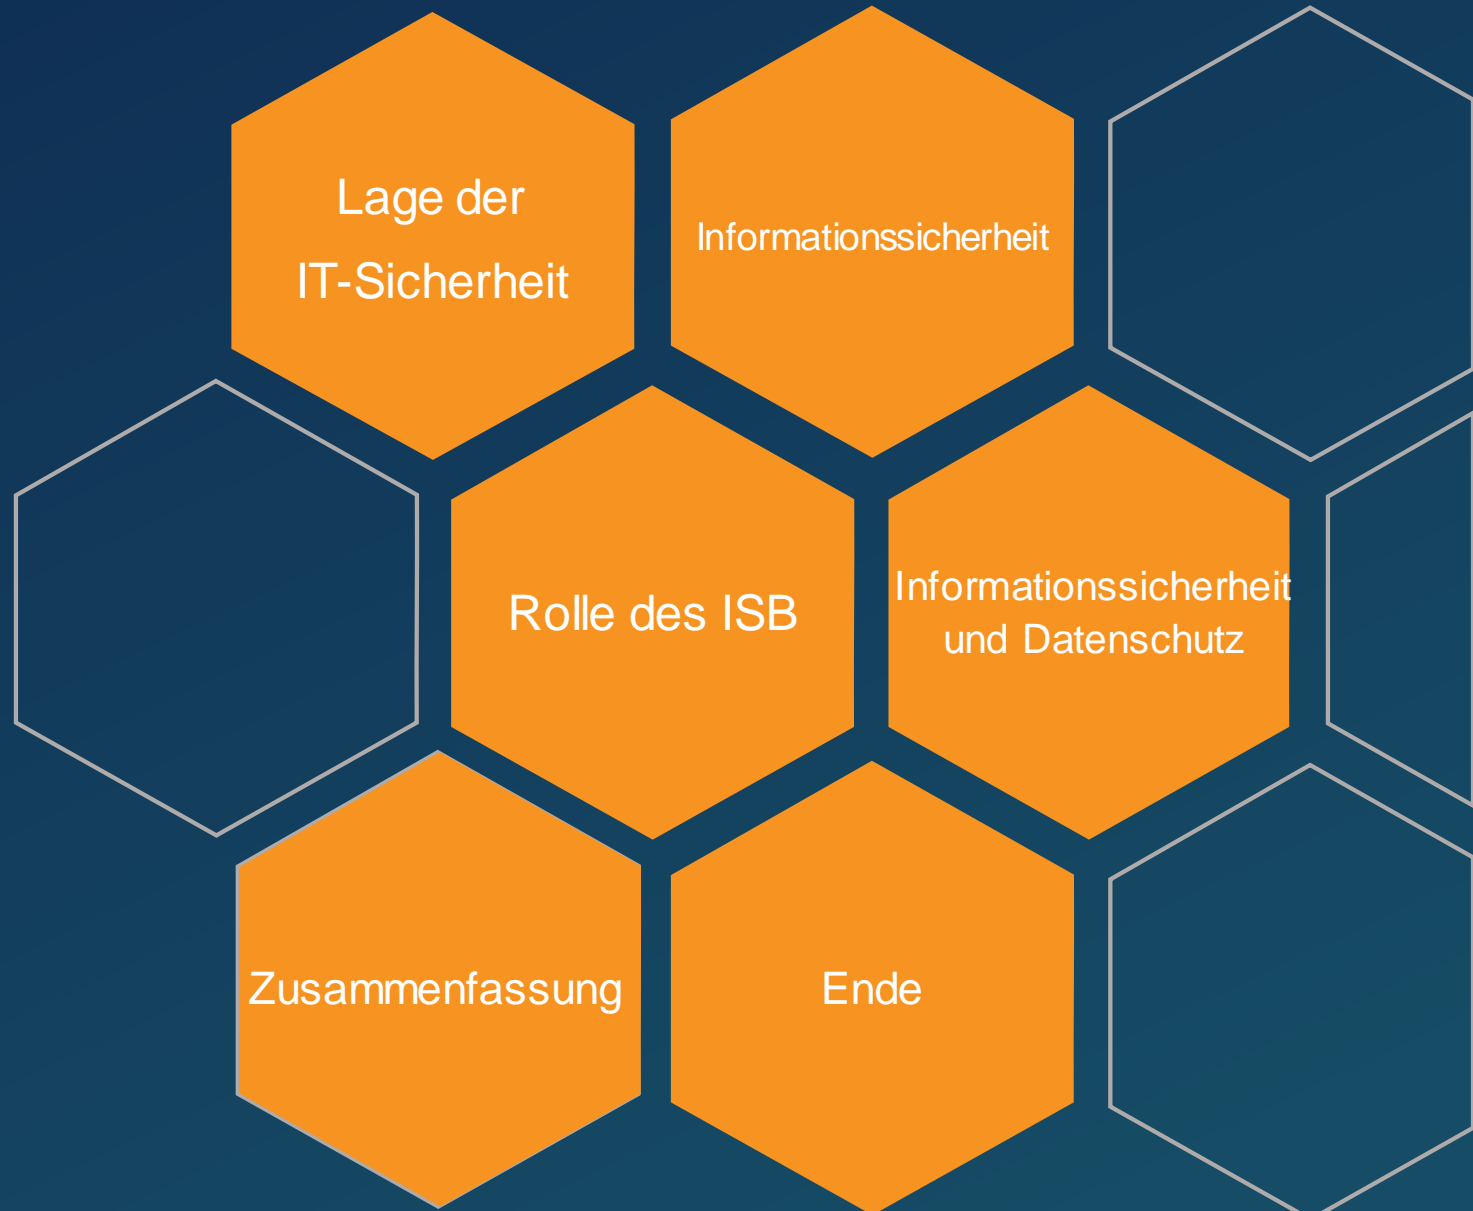 Lage der
IT-Sicherheit
Informationssicherheit
Rolle des ISB
Informationssicherheit
und Datenschutz
Zusammenfassung
Ende